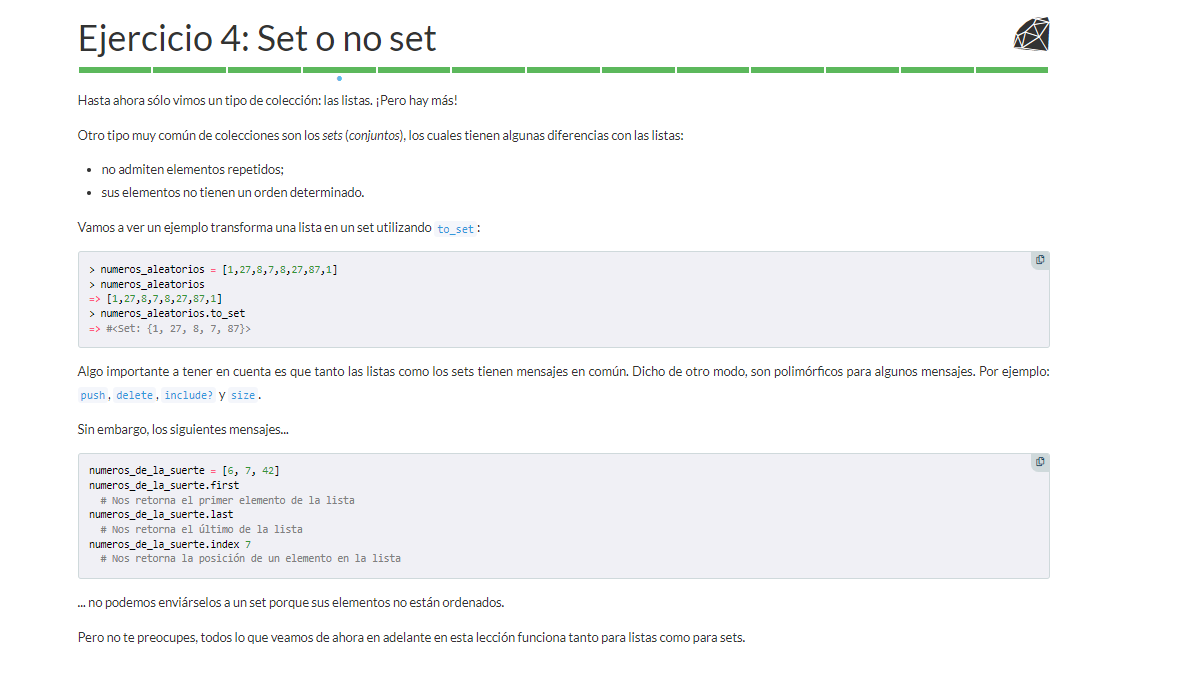 Ejercicio 4: Set o no set
Hasta ahora sólo vimos un tipo de colección: las listas. ¡Pero hay más!
Otro tipo muy común de colecciones son los sets (conjuntos), los cuales tienen algunas diferencias con las listas:
• no admiten elementos repetidos;
• sus elementos no tienen un orden determinado.
Vamos a ver un ejemplo transforma una lista en un set utilizando to_set:
> numeros_aleatorios = [1,27,8,7,8,27,87,1]
> numeros_aleatorios
=> [1,27,8,7,8,27,87,1]
> numeros_aleatorios.to_set
=> #<Set: {1, 27, 8, 7, 87}>
Algo importante a tener en cuenta es que tanto las listas como los sets tienen mensajes en común. Dicho de otro modo, son polimórficos para algunos mensajes. Por ejemplo:
push, delete, include? y size.
Sin embargo, los siguientes mensajes...
numeros_de_la_suerte = [6, 7, 42]
numeros_de_la_suerte.first
# Nos retorna el primer elemento de la lista
numeros_de_la_suerte.last
# Nos retorna el último de la lista
numeros_de_la_suerte.index 7
# Nos retorna la posición de un elemento en la lista
... no podemos enviárselos a un set porque sus elementos no están ordenados.
Pero no te preocupes, todos lo que veamos de ahora en adelante en esta lección funciona tanto para listas como para sets.